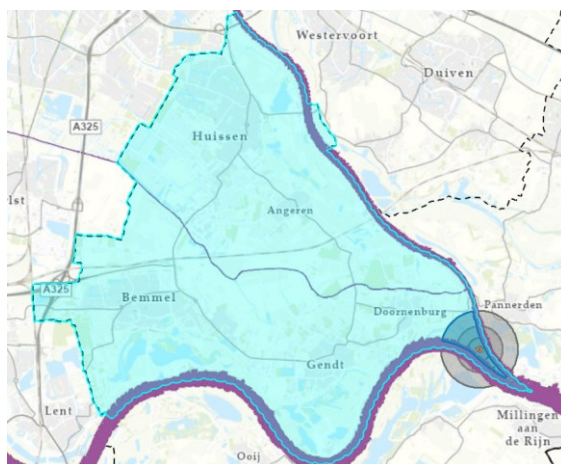 Westervoort
Duiven
A325
Huissen
lst
Angeren
A325
Bemmel
Doornenburg
Pannerden
Gendt
Lent
Millingen
aan
de Rijn
Ooij